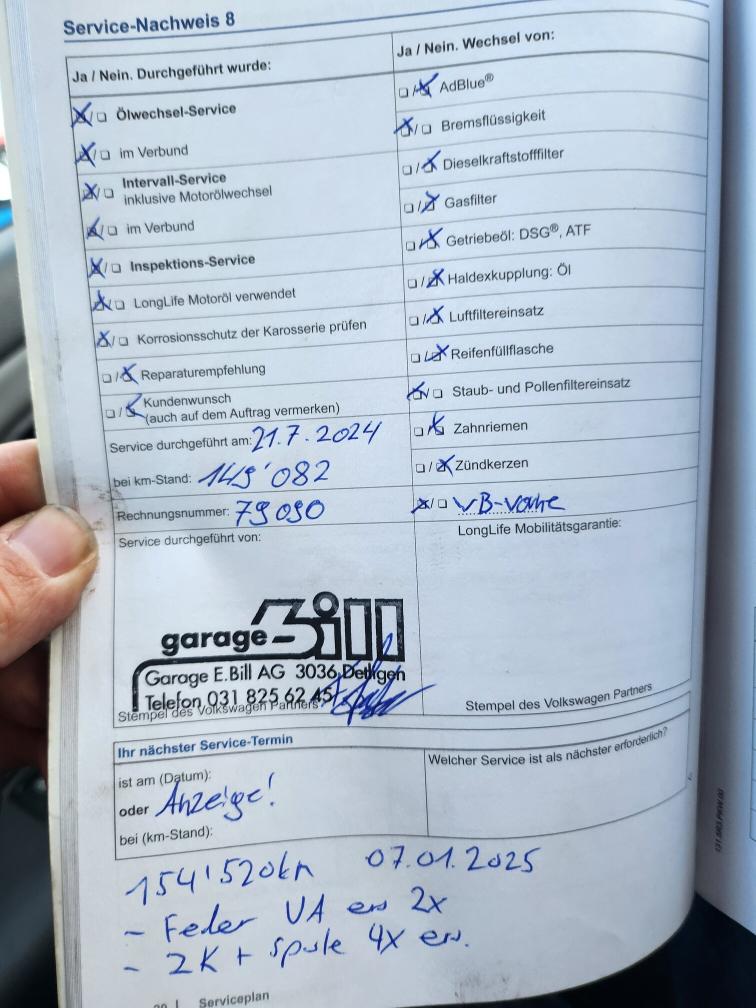 Service-Nachweis 8
Ja / Nein. Durchgeführt wurde:
Ölwechsel-Service
im Verbund
Intervall-Service
inklusive Motorölwechsel
im Verbund
Inspektions-Service
LongLife Motoröl verwendet
Korrosionsschutz der Karosserie prüfen
Reparaturempfehlung
Kundenwunsch
(auch auf dem Auftrag vermerken)
Service durchgeführt am: 21.7.2024
bei km-Stand: 149'082
Rechnungsnummer: 79090
Service durchgeführt von:
garage Bill
Garage E.Bill AG 3036 Detligen
Telefon 031 825 62 45
Stempel des Volkswagen Partners
Ja / Nein. Wechsel von:
AdBlue®
Bremsflüssigkeit
Dieselkraftstofffilter
Gasfilter
Getriebeöl: DSG®, ATF
Haldexkupplung: Öl
Luftfiltereinsatz
Reifenfüllflasche
Staub- und Pollenfiltereinsatz
Zahnriemen
Zündkerzen
LongLife Mobilitätsgarantie:
Stempel des Volkswagen Partners
Ihr nächster Service-Termin
ist am (Datum):
oder Anzeige!
bei (km-Stand):
Welcher Service ist als nächster erforderlich?
154'520km 07.01.2025
- Feder VA ers 2x
- ZK + Spule 4x ers.
Serviceplan